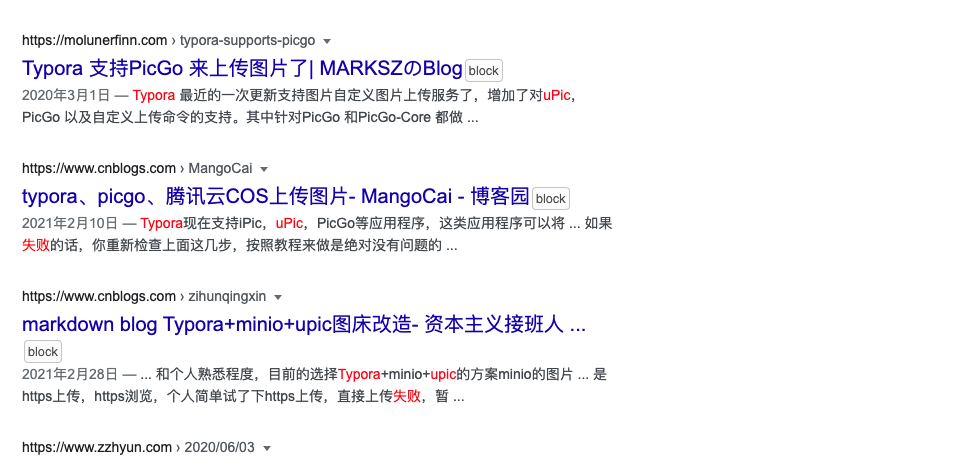 https://molunerfinn.com › typora-supports-picgo
Typora 支持PicGo 来上传图片了| MARKSZのBlog block
2020年3月1日 — Typora 最近的一次更新支持图片自定义图片上传服务了，增加了对uPic，
PicGo 以及自定义上传命令的支持。其中针对PicGo 和PicGo-Core 都做 ...
https://www.cnblogs.com › MangoCai
typora、picgo、腾讯云COS上传图片- MangoCai - 博客园 block
2021年2月10日 — Typora现在支持iPic，uPic，PicGo等应用程序，这类应用程序可以将 ... 如果
失败的话，你重新检查上面这几步，按照教程来做是绝对没有问题的 ...
https://www.cnblogs.com › zihunqingxin
markdown blog Typora+minio+upic图床改造- 资本主义接班人 ...
block
2021年2月28日 — ... 和个人熟悉程度，目前的选择Typora+minio+upic的方案minio的图片 ... 是
https上传，https浏览，个人简单试了下https上传，直接上传失败，暂 ...
https://www.zzhyun.com › 2020/06/03